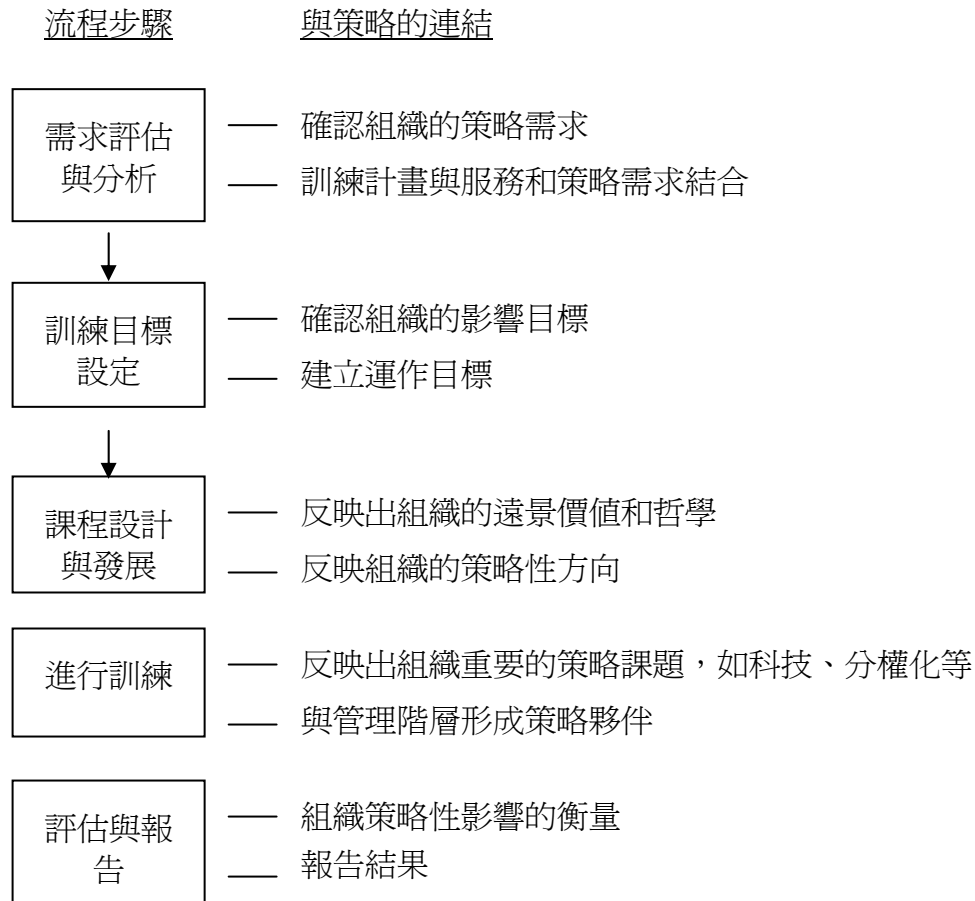 流程步驟 與策略的連結
需求評估
與分析
確認組織的策略需求
訓練計畫與服務和策略需求結合
訓練目標
設定
確認組織的影響目標
建立運作目標
課程設計
與發展
反映出組織的遠景價值和哲學
反映組織的策略性方向
進行訓練
反映出組織重要的策略課題，如科技、分權化等
與管理階層形成策略夥伴
評估與報
告
組織策略性影響的衡量
報告結果